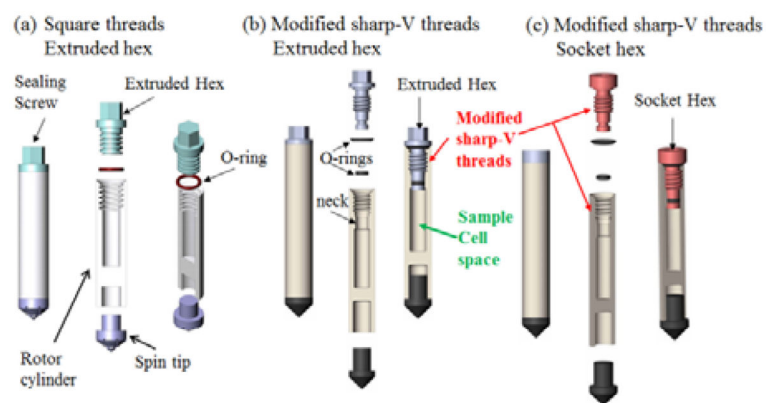 (a) Square threads
Extruded hex
(b) Modified sharp-V threads
Extruded hex
(c) Modified sharp-V threads
Socket hex
Sealing
Screw
Extruded Hex
O-ring
Rotor
cylinder
Spin tip
O-rings
neck
Extruded Hex
Modified
sharp-V
threads
Sample
Cell
space
Socket Hex